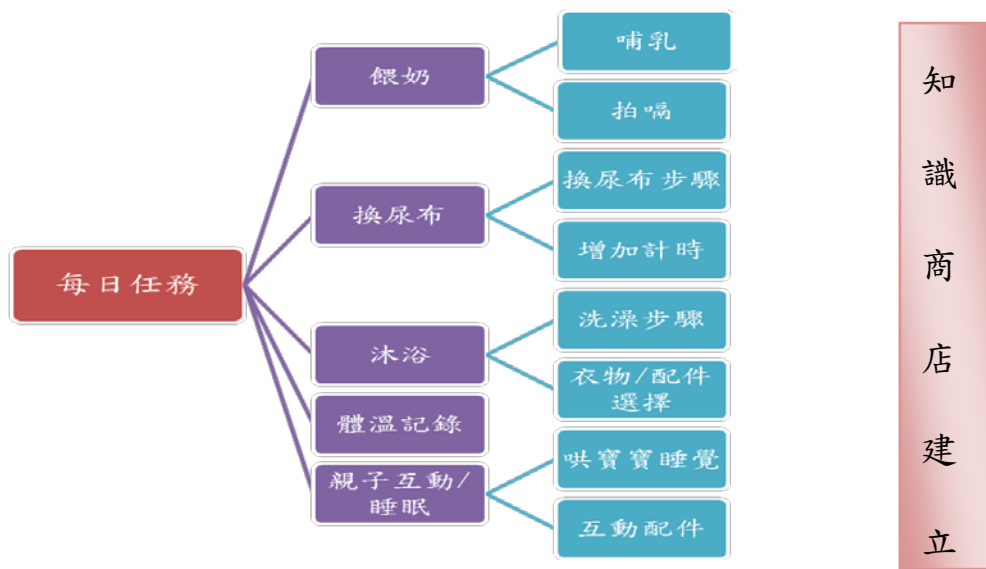 每日任務
餵奶
哺乳
拍嗝
換尿布
換尿布步驟
增加計時
沐浴
洗澡步驟
衣物/配件
選擇
體溫記錄
親子互動/
睡眠
哄寶寶睡覺
互動配件
知識商店建立